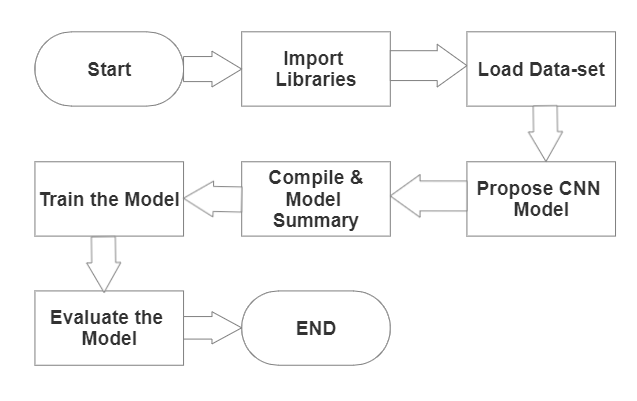 Start
Import
Libraries
Load Data-set
Propose CNN
Model
Compile &
Model
Summary
Train the Model
Evaluate the
Model
END